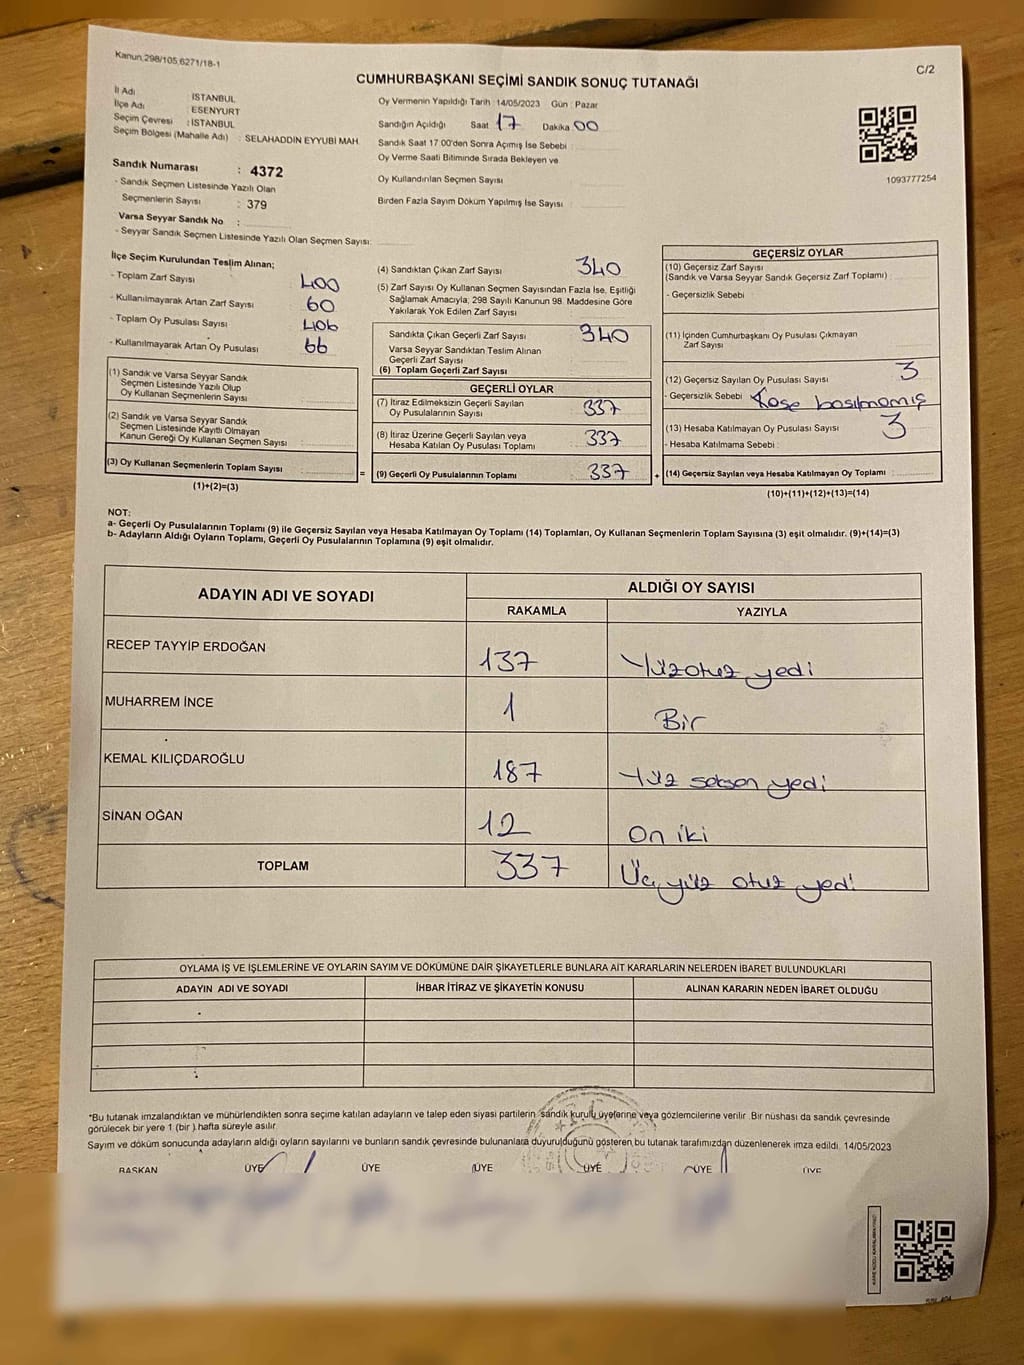 Kanun;298/105,6271/18-1
C/2
CUMHURBAŞKANI SEÇİMİ SANDIK SONUÇ TUTANAĞI
İl Adı : İSTANBUL
İlçe Adı : ESENYURT
Seçim Çevresi : İSTANBUL
Seçim Bölgesi (Mahalle Adı) : SELAHADDİN EYYUBİ MAH.
Sandık Numarası : 4372
- Sandık Seçmen Listesinde Yazılı Olan
Seçmenlerin Sayısı : 379
Varsa Seyyar Sandık No :
- Seyyar Sandık Seçmen Listesinde Yazılı Olan Seçmen Sayısı:
Oy Vermenin Yapıldığı Tarih : 14/05/2023 Gün : Pazar
Sandığın Açıldığı Saat 17 Dakika 00
Sandık Saat 17:00'den Sonra Açımış İse Sebebi :
Oy Verme Saati Bitiminde Sırada Bekleyen ve
Oy Kullandırılan Seçmen Sayısı
Birden Fazla Sayım Döküm Yapılmış İse Sayısı :
1093777254
İlçe Seçim Kurulundan Teslim Alınan;
- Toplam Zarf Sayısı : 400
- Kullanılmayarak Artan Zarf Sayısı : 60
- Toplam Oy Pusulası Sayısı : 406
- Kullanılmayarak Artan Oy Pusulası : 66
(1) Sandık ve Varsa Seyyar Sandık
Seçmen Listesinde Yazılı Olup
Oy Kullanan Seçmenlerin Sayısı :
(2) Sandık ve Varsa Seyyar Sandık
Seçmen Listesinde Kayıtlı Olmayan
Kanun Gereği Oy Kullanan Seçmen Sayısı :
(3) Oy Kullanan Seçmenlerin Toplam Sayısı :
(1)+(2)=(3)
(4) Sandıktan Çıkan Zarf Sayısı 340
(5) Zarf Sayısı Oy Kullanan Seçmen Sayısından Fazla İse, Eşitliği
Sağlamak Amacıyla; 298 Sayılı Kanunun 98. Maddesine Göre
Yakılarak Yok Edilen Zarf Sayısı
Sandıkta Çıkan Geçerli Zarf Sayısı 340
Varsa Seyyar Sandıktan Teslim Alınan
Geçerli Zarf Sayısı
(6) Toplam Geçerli Zarf Sayısı
GEÇERLİ OYLAR
(7) İtiraz Edilmeksizin Geçerli Sayılan
Oy Pusulalarının Sayısı 337
(8) İtiraz Üzerine Geçerli Sayılan veya
Hesaba Katılan Oy Pusulası Toplamı 337
= (9) Geçerli Oy Pusulalarının Toplamı 337
GEÇERSİZ OYLAR
(10) Geçersiz Zarf Sayısı
(Sandık ve Varsa Seyyar Sandık Geçersiz Zarf Toplamı) :
- Geçersizlik Sebebi :
(11) İçinden Cumhurbaşkanı Oy Pusulası Çıkmayan
Zarf Sayısı
(12) Geçersiz Sayılan Oy Pusulası Sayısı 3
- Geçersizlik Sebebi : Kaşe basılmamış
(13) Hesaba Katılmayan Oy Pusulası Sayısı 3
- Hesaba Katılmama Sebebi :
+ (14) Geçersiz Sayılan veya Hesaba Katılmayan Oy Toplamı :
(10)+(11)+(12)+(13)=(14)
NOT:
a- Geçerli Oy Pusulalarının Toplamı (9) ile Geçersiz Sayılan veya Hesaba Katılmayan Oy Toplamı (14) Toplamları, Oy Kullanan Seçmenlerin Toplam Sayısına (3) eşit olmalıdır. (9)+(14)=(3)
b- Adayların Aldığı Oyların Toplamı, Geçerli Oy Pusulalarının Toplamına (9) eşit olmalıdır.
ADAYIN ADI VE SOYADI ALDIĞI OY SAYISI
RAKAMLA YAZIYLA
RECEP TAYYİP ERDOĞAN 137 Yüzotuz yedi
MUHARREM İNCE 1 Bir
KEMAL KILIÇDAROĞLU 187 Yüz seksen yedi
SİNAN OĞAN 12 On iki
TOPLAM 337 Üç yüz otuz yedi
OYLAMA İŞ VE İŞLEMLERİNE VE OYLARIN SAYIM VE DÖKÜMÜNE DAİR ŞİKAYETLERLE BUNLARA AİT KARARLARIN NELERDEN İBARET BULUNDUKLARI
ADAYIN ADI VE SOYADI İHBAR İTİRAZ VE ŞİKAYETİN KONUSU ALINAN KARARIN NEDEN İBARET OLDUĞU
*Bu tutanak imzalandıktan ve mühürlendikten sonra seçime katılan adayların ve talep eden siyasi partilerin sandık kurulu üyelerine veya gözlemcilerine verilir. Bir nüshası da sandık çevresinde
görülecek bir yere 1 (bir ) hafta süreyle asılır.
Sayım ve döküm sonucunda adayların aldığı oyların sayılarını ve bunların sandık çevresinde bulunanlara duyurulduğunu gösteren bu tutanak tarafımızdan düzenlenerek imza edildi. 14/05/2023
BAŞKAN ÜYE ÜYE ÜYE ÜYE ÜYE ÜYE